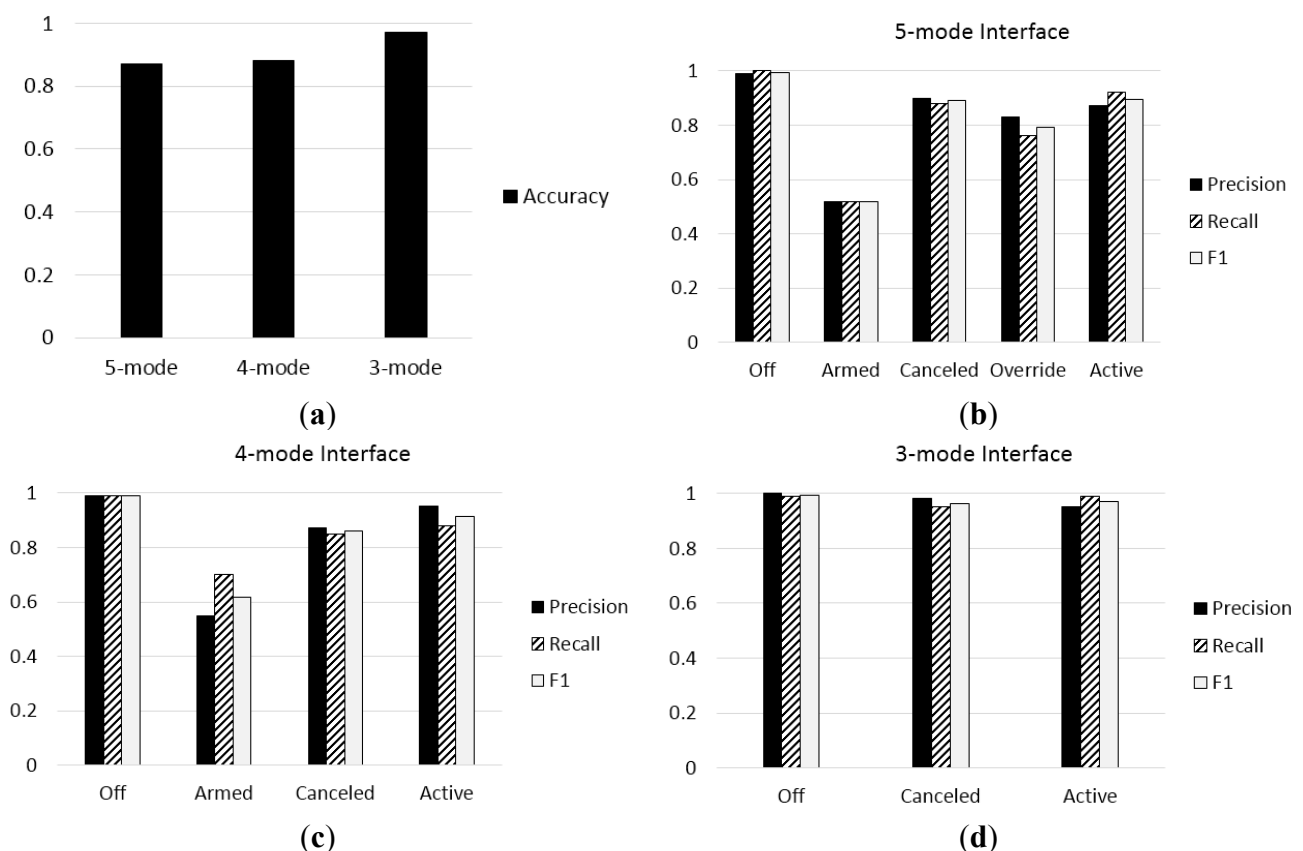 1
0.8
0.6
0.4
0.2
0
5-mode 4-mode 3-mode
Accuracy
(a)
5-mode Interface
1
0.8
0.6
0.4
0.2
0
Off Armed Canceled Override Active
Precision
Recall
F1
(b)
4-mode Interface
1
0.8
0.6
0.4
0.2
0
Off Armed Canceled Active
Precision
Recall
F1
(c)
3-mode Interface
1
0.8
0.6
0.4
0.2
0
Off Canceled Active
Precision
Recall
F1
(d)